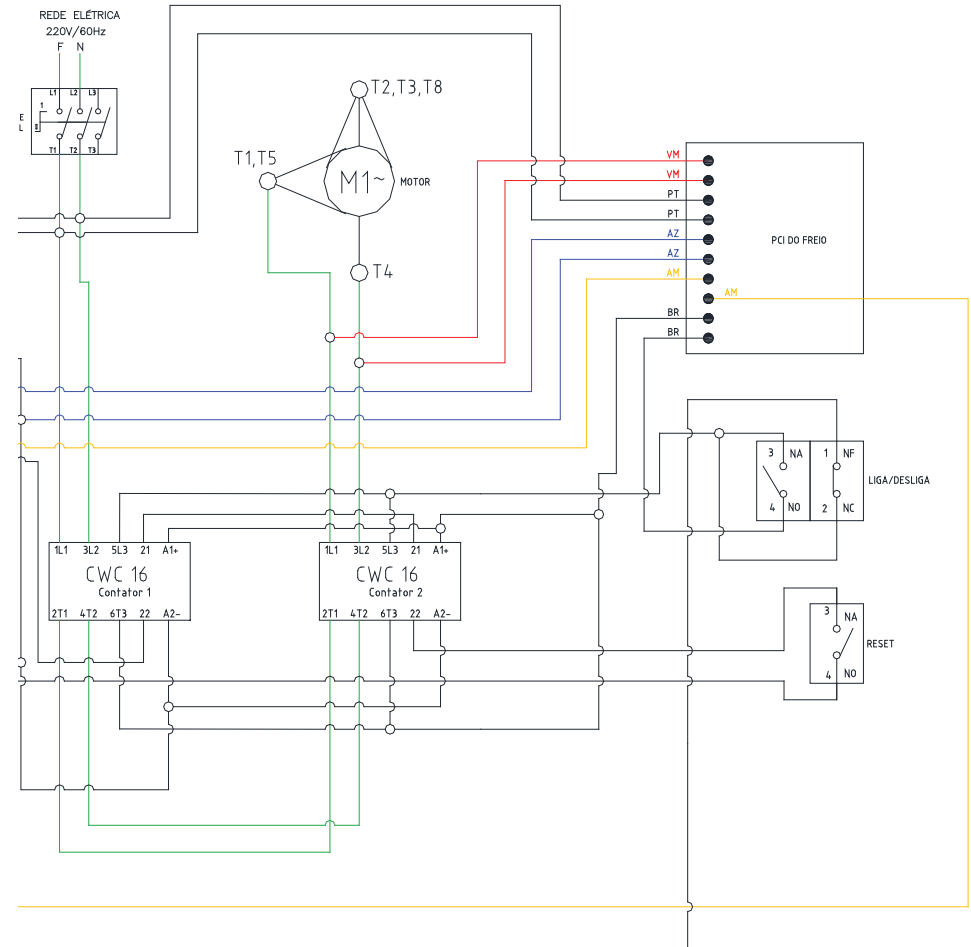 REDE ELÉTRICA
220V/60Hz
F N
L1 L2 L3
1
E
L
T1 T2 T3
T2,T3,T8
T1,T5
M1~
MOTOR
T4
VM
VM
PT
PT
AZ
AZ
AM
AM
BR
BR
PCI DO FREIO
3 NA
4 NO
1 NF
2 NC
LIGA/DESLIGA
1L1 3L2 5L3 21 A1+
CWC 16
Contator 1
2T1 4T2 6T3 22 A2-
1L1 3L2 5L3 21 A1+
CWC 16
Contator 2
2T1 4T2 6T3 22 A2-
3 NA
4 NO
RESET